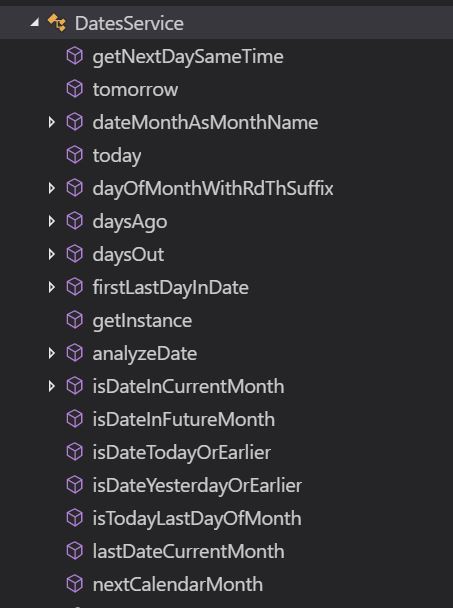 DatesService
getNextDaySameTime
tomorrow
dateMonthAsMonthName
today
dayOfMonthWithRdThSuffix
daysAgo
daysOut
firstLastDayInDate
getInstance
analyzeDate
isDateInCurrentMonth
isDateInFutureMonth
isDateTodayOrEarlier
isDateYesterdayOrEarlier
isTodayLastDayOfMonth
lastDateCurrentMonth
nextCalendarMonth